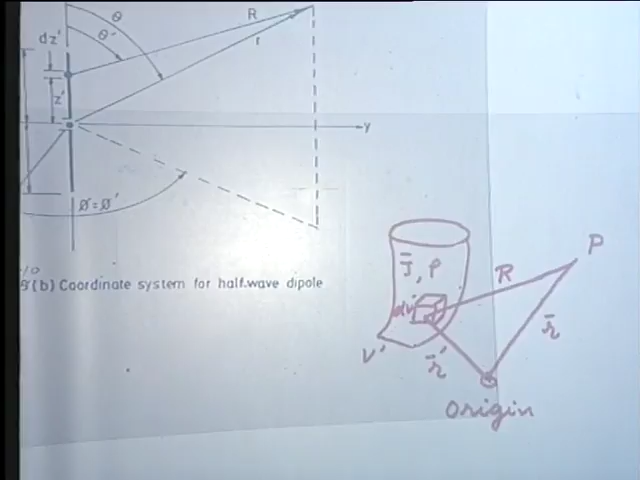 θ
θ'
R
r
dz'
z'
y
Ø=Ø'
(b) Coordinate system for half.wave dipole
J̄, ρ
R
P
dv'
r̄
r̄'
V'
Origin